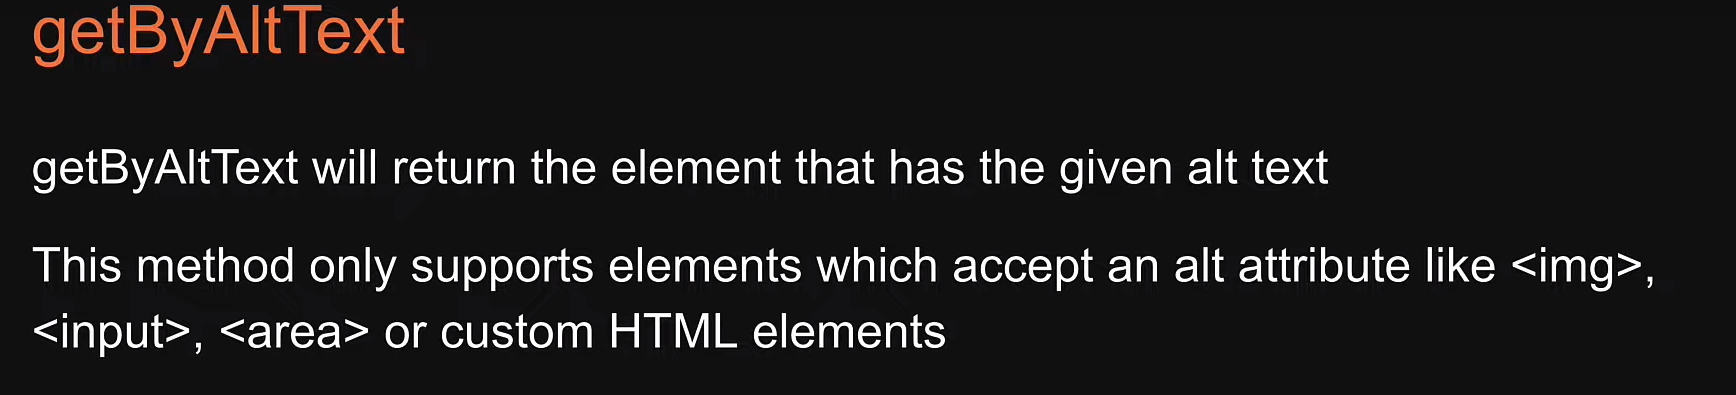 getByAltText
getByAltText will return the element that has the given alt text
This method only supports elements which accept an alt attribute like <img>,
<input>, <area> or custom HTML elements